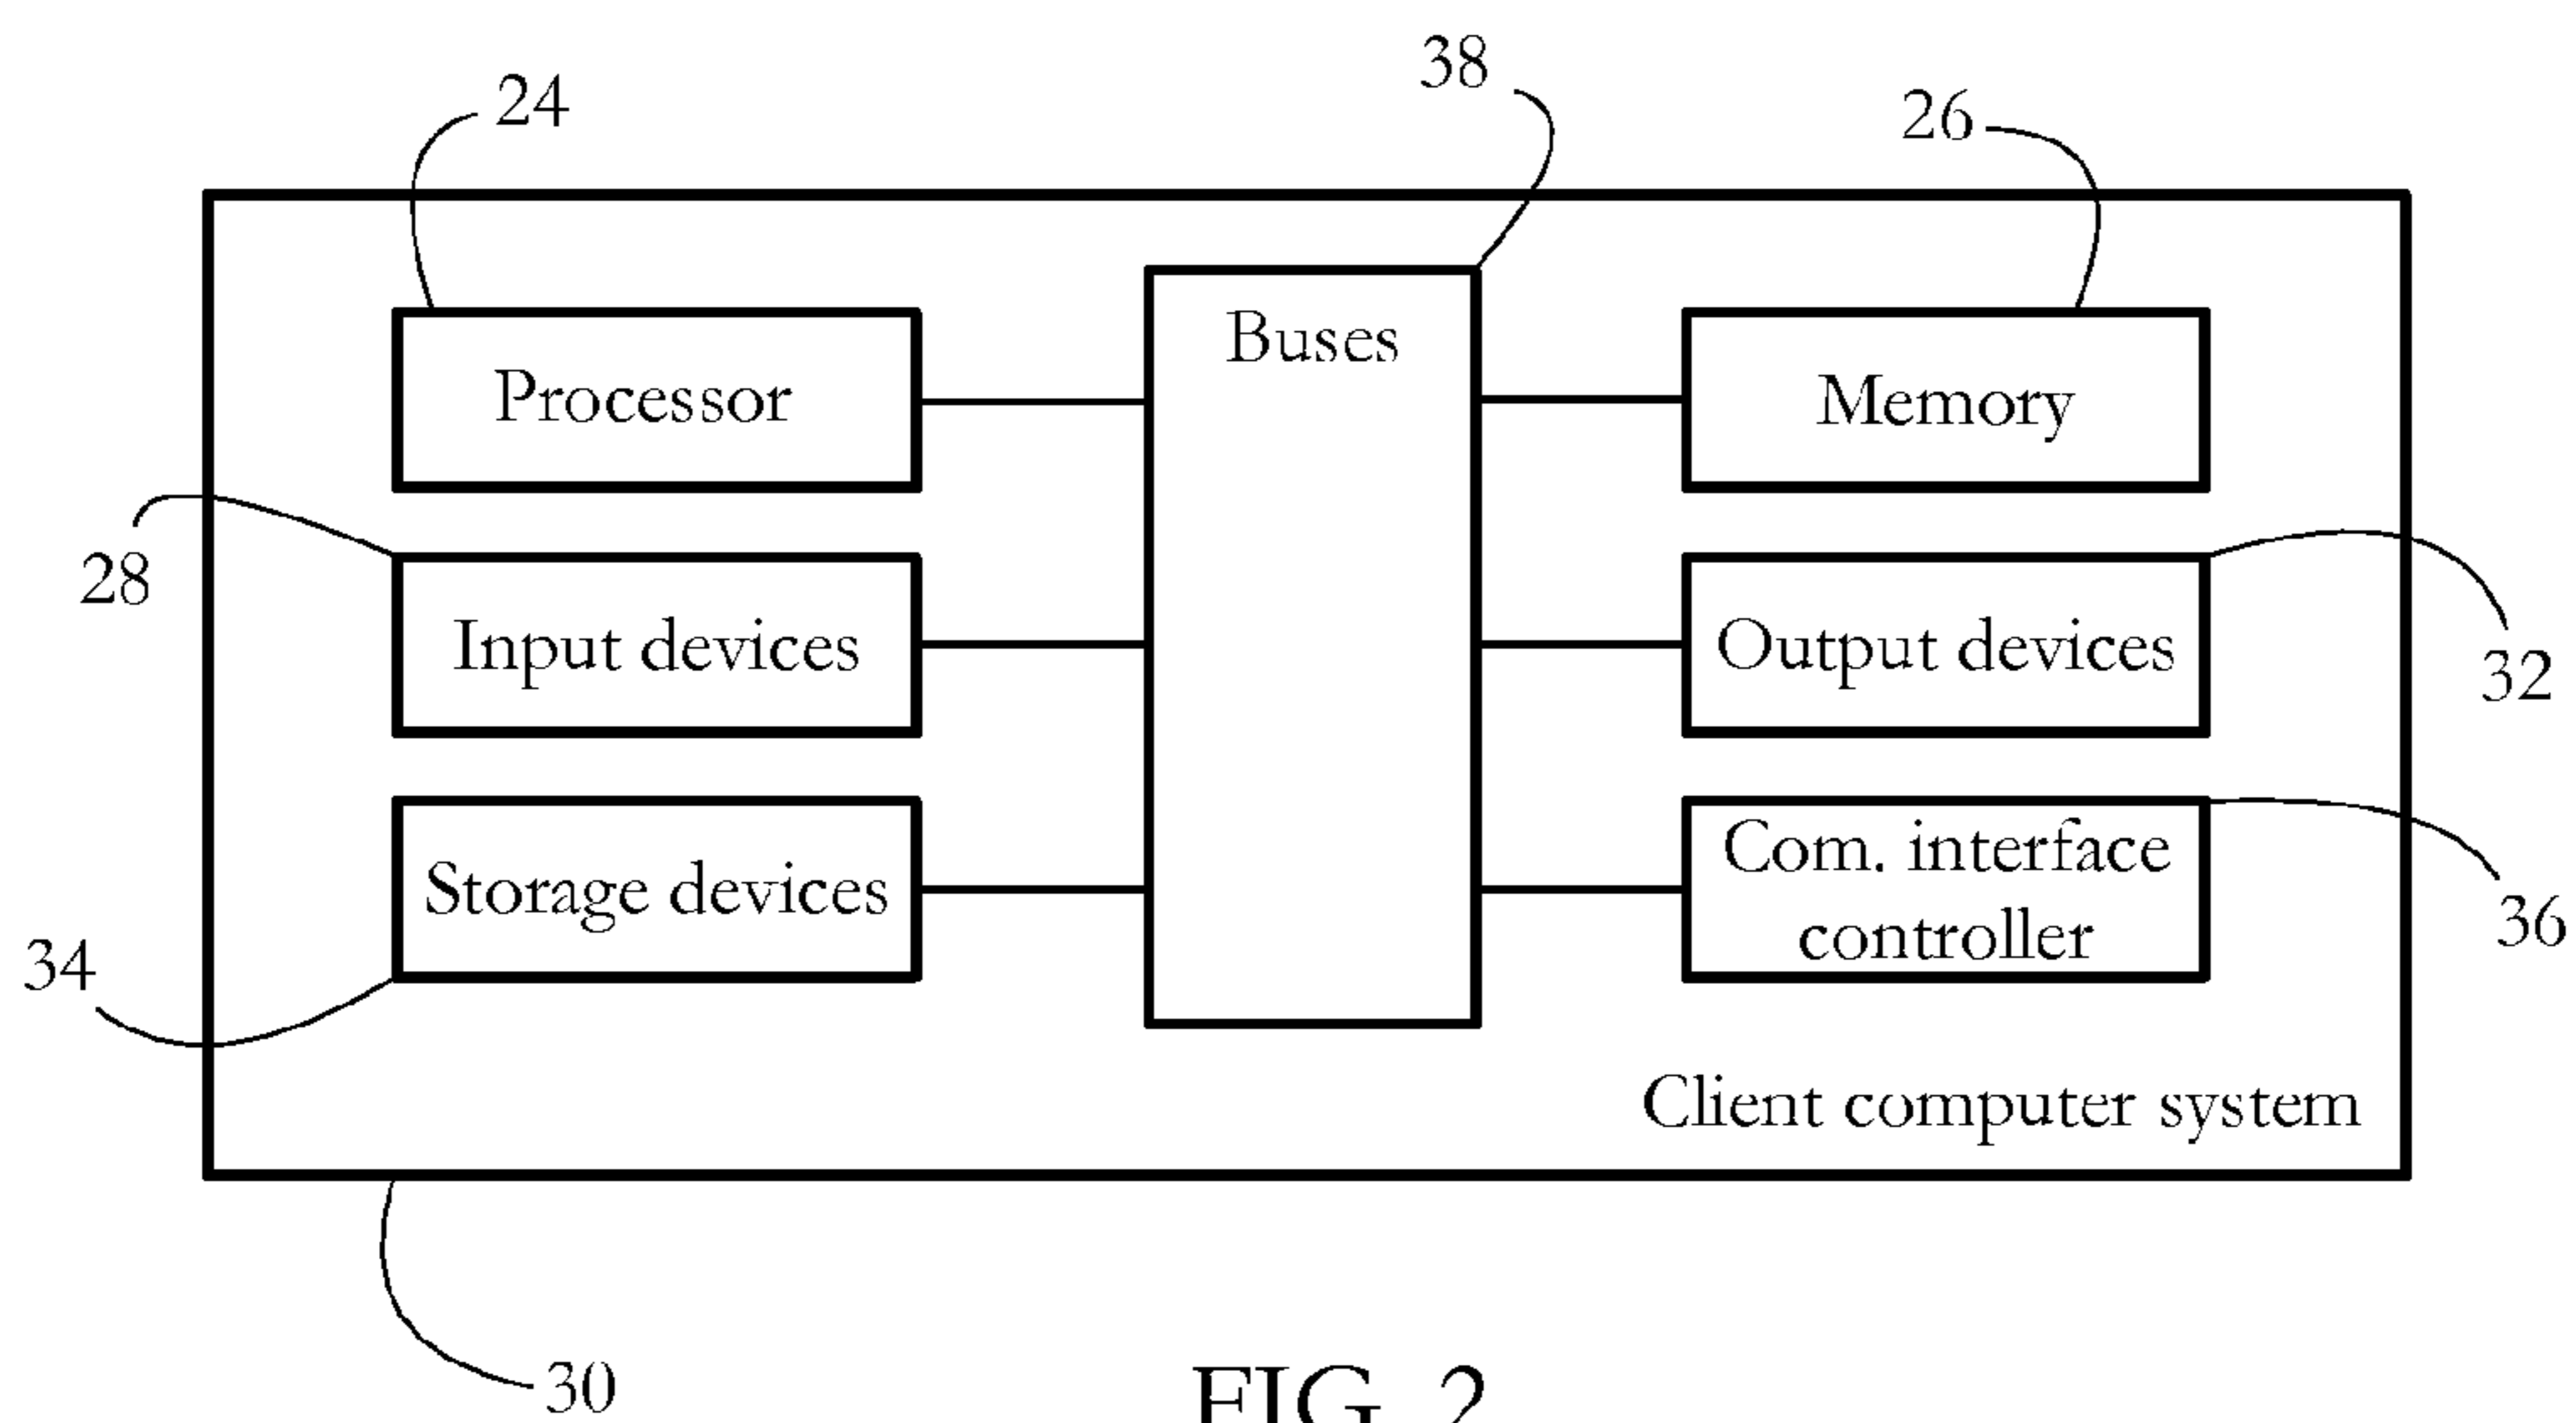 24
38
26
Processor
Buses
Memory
28
Input devices
Output devices
32
Storage devices
Com. interface
controller
34
36
Client computer system
30
FIG. 2